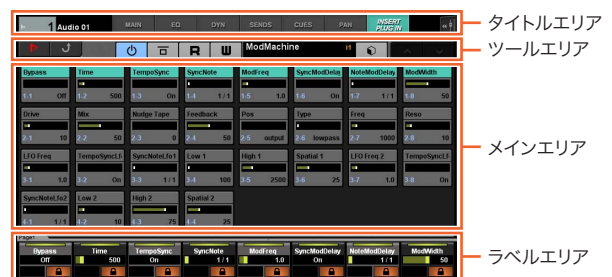 1 Audio 01 MAIN EQ DYN SENDS CUES PAN INSERT PLUG IN
タイトルエリア
R W ModMachine i1
ツールエリア
Bypass Time TempoSync SyncNote ModFreq SyncModDelay NoteModDelay ModWidth
1-1 Off 1-2 500 1-3 On 1-4 1/1 1-5 1.0 1-6 On 1-7 1/1 1-8 50
Drive Mix Nudge Tape Feedback Pos Type Freq Reso
2-1 10 2-2 50 2-3 0 2-4 50 2-5 output 2-6 lowpass 2-7 1000 2-8 10
メインエリア
LFO Freq TempoSyncLF SyncNoteLfo1 Low 1 High 1 Spatial 1 LFO Freq 2 TempoSyncLF
3-1 1.0 3-2 On 3-3 1/1 3-4 100 3-5 2500 3-6 25 3-7 1.0 3-8 On
SyncNoteLfo2 Low 2 High 2 Spatial 2
4-1 1/1 4-2 10 4-3 75 4-4 25
Page1
Bypass Time TempoSync SyncNote ModFreq SyncModDelay NoteModDelay ModWidth
Off 500 On 1/1 1.0 On 1/1 50
ラベルエリア